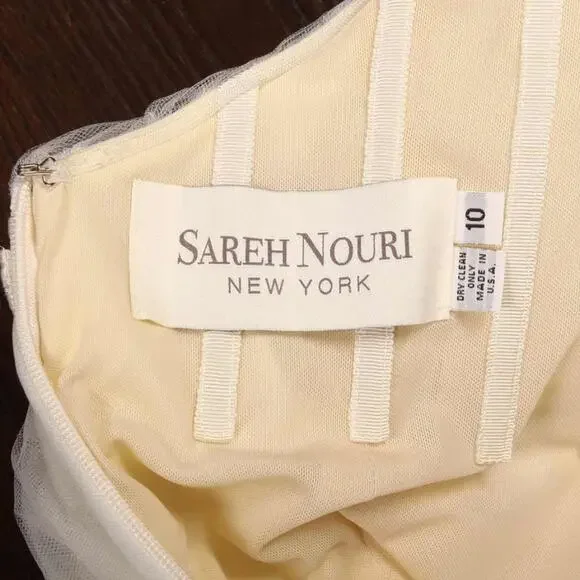 SAREH NOURI
NEW YORK
10
DRY CLEAN
ONLY
MADE IN
U.S.A.